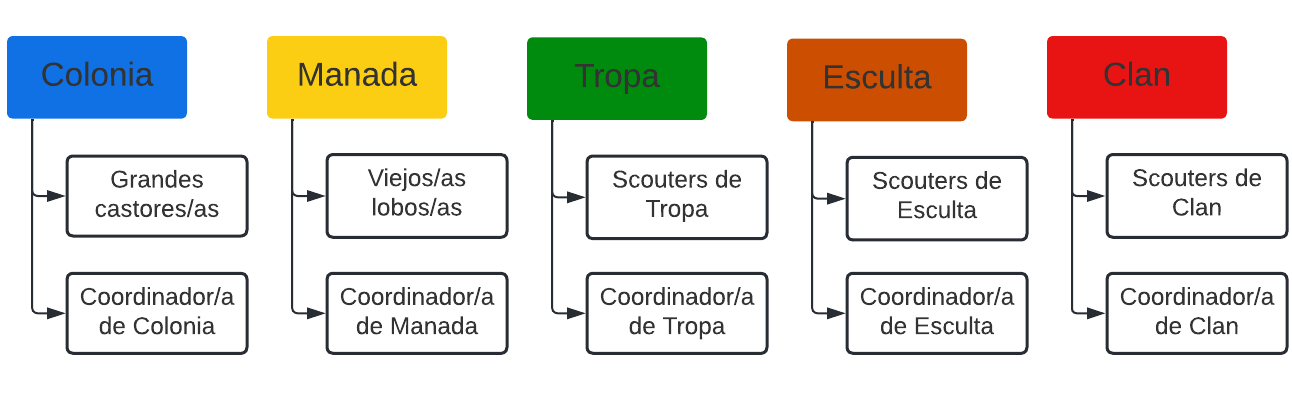 Colonia
Manada
Tropa
Esculta
Clan
Grandes
castores/as
Viejos/as
lobos/as
Scouters de
Tropa
Scouters de
Esculta
Scouters de
Clan
Coordinador/a
de Colonia
Coordinador/a
de Manada
Coordinador/a
de Tropa
Coordinador/a
de Esculta
Coordinador/a
de Clan